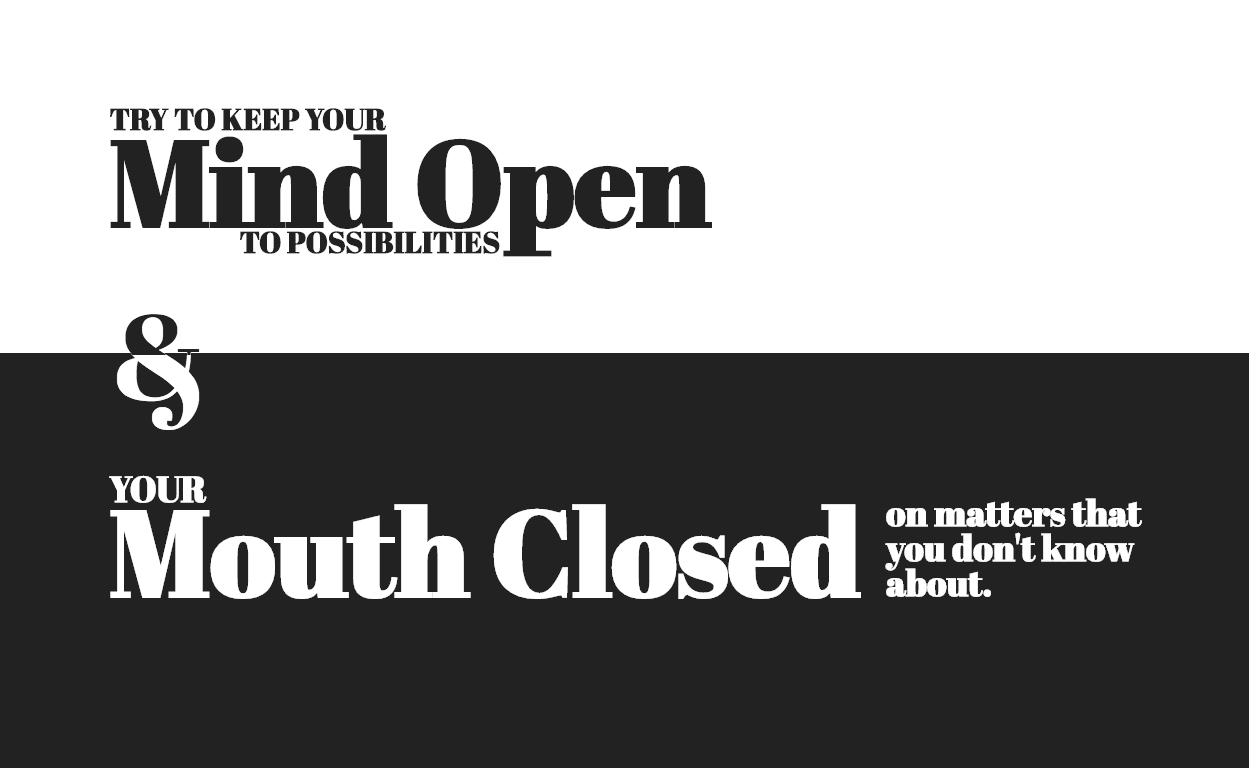 TRY TO KEEP YOUR
Mind Open
TO POSSIBILITIES
&
YOUR
Mouth Closed
on matters that
you don't know
about.